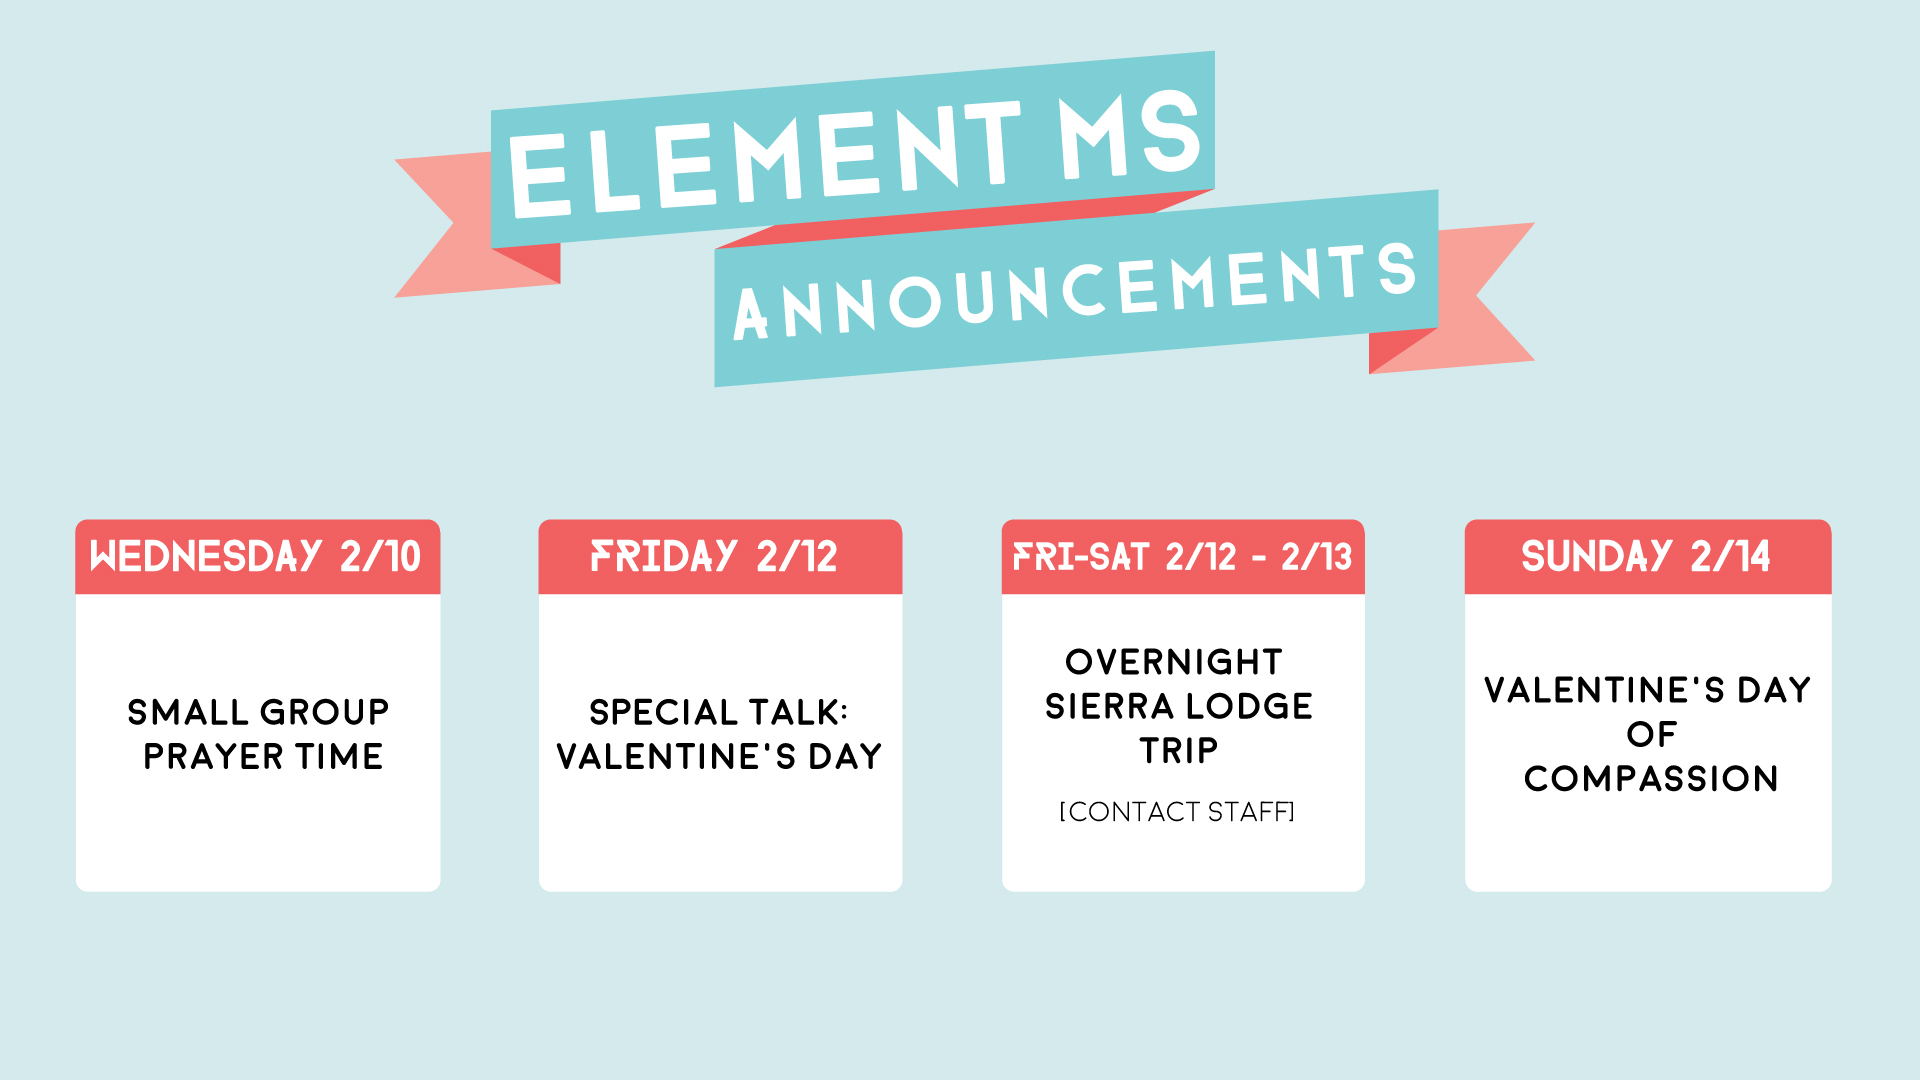 ELEMENT MS
ANNOUNCEMENTS
WEDNESDAY 2/10
SMALL GROUP
PRAYER TIME
FRIDAY 2/12
SPECIAL TALK:
VALENTINE'S DAY
FRI-SAT 2/12 - 2/13
OVERNIGHT
SIERRA LODGE
TRIP
[CONTACT STAFF]
SUNDAY 2/14
VALENTINE'S DAY
OF
COMPASSION